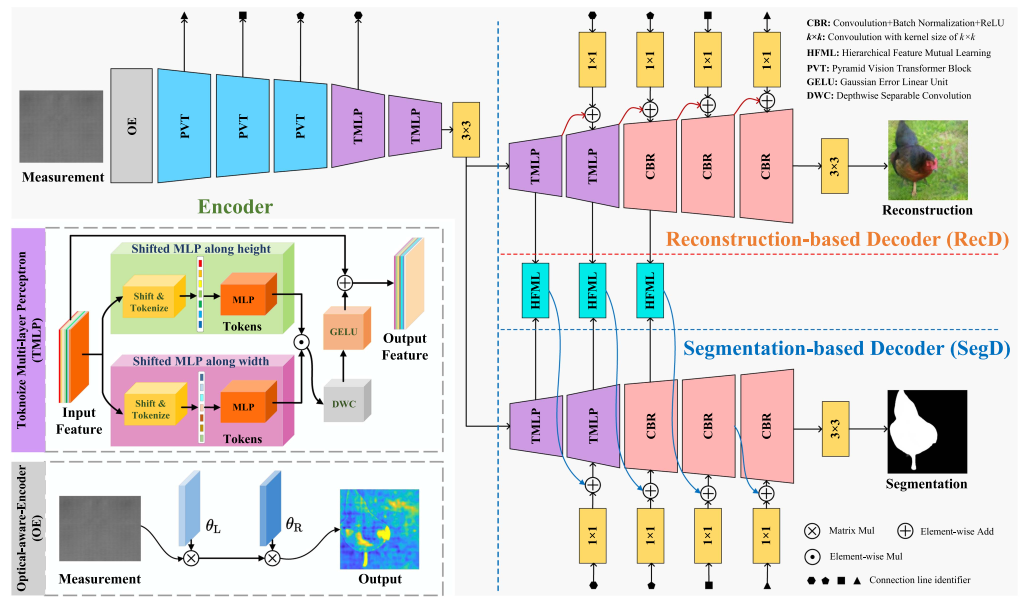 OE
PVT
PVT
PVT
TMLP
TMLP
3×3
Measurement
Encoder
1×1
1×1
1×1
1×1
CBR: Convoulution+Batch Normalization+ReLU
k×k: Convoulution with kernel size of k×k
HFML: Hierarchical Feature Mutual Learning
PVT: Pyramid Vision Transformer Block
GELU: Gaussian Error Linear Unit
DWC: Depthwise Separable Convolution
TMLP
TMLP
CBR
CBR
CBR
3×3
Reconstruction
Reconstruction-based Decoder (RecD)
HFML
HFML
HFML
Segmentation-based Decoder (SegD)
TMLP
TMLP
CBR
CBR
CBR
3×3
Segmentation
1×1
1×1
1×1
1×1
Matrix Mul
Element-wise Add
Element-wise Mul
Connection line identifier
Toknoize Multi-layer Perceptron
(TMLP)
Shifted MLP along height
Shift &
Tokenize
MLP
Tokens
Shifted MLP along width
Shift &
Tokenize
MLP
Tokens
Input
Feature
GELU
DWC
Output
Feature
Optical-aware-Encoder
(OE)
Measurement
θL
θR
Output